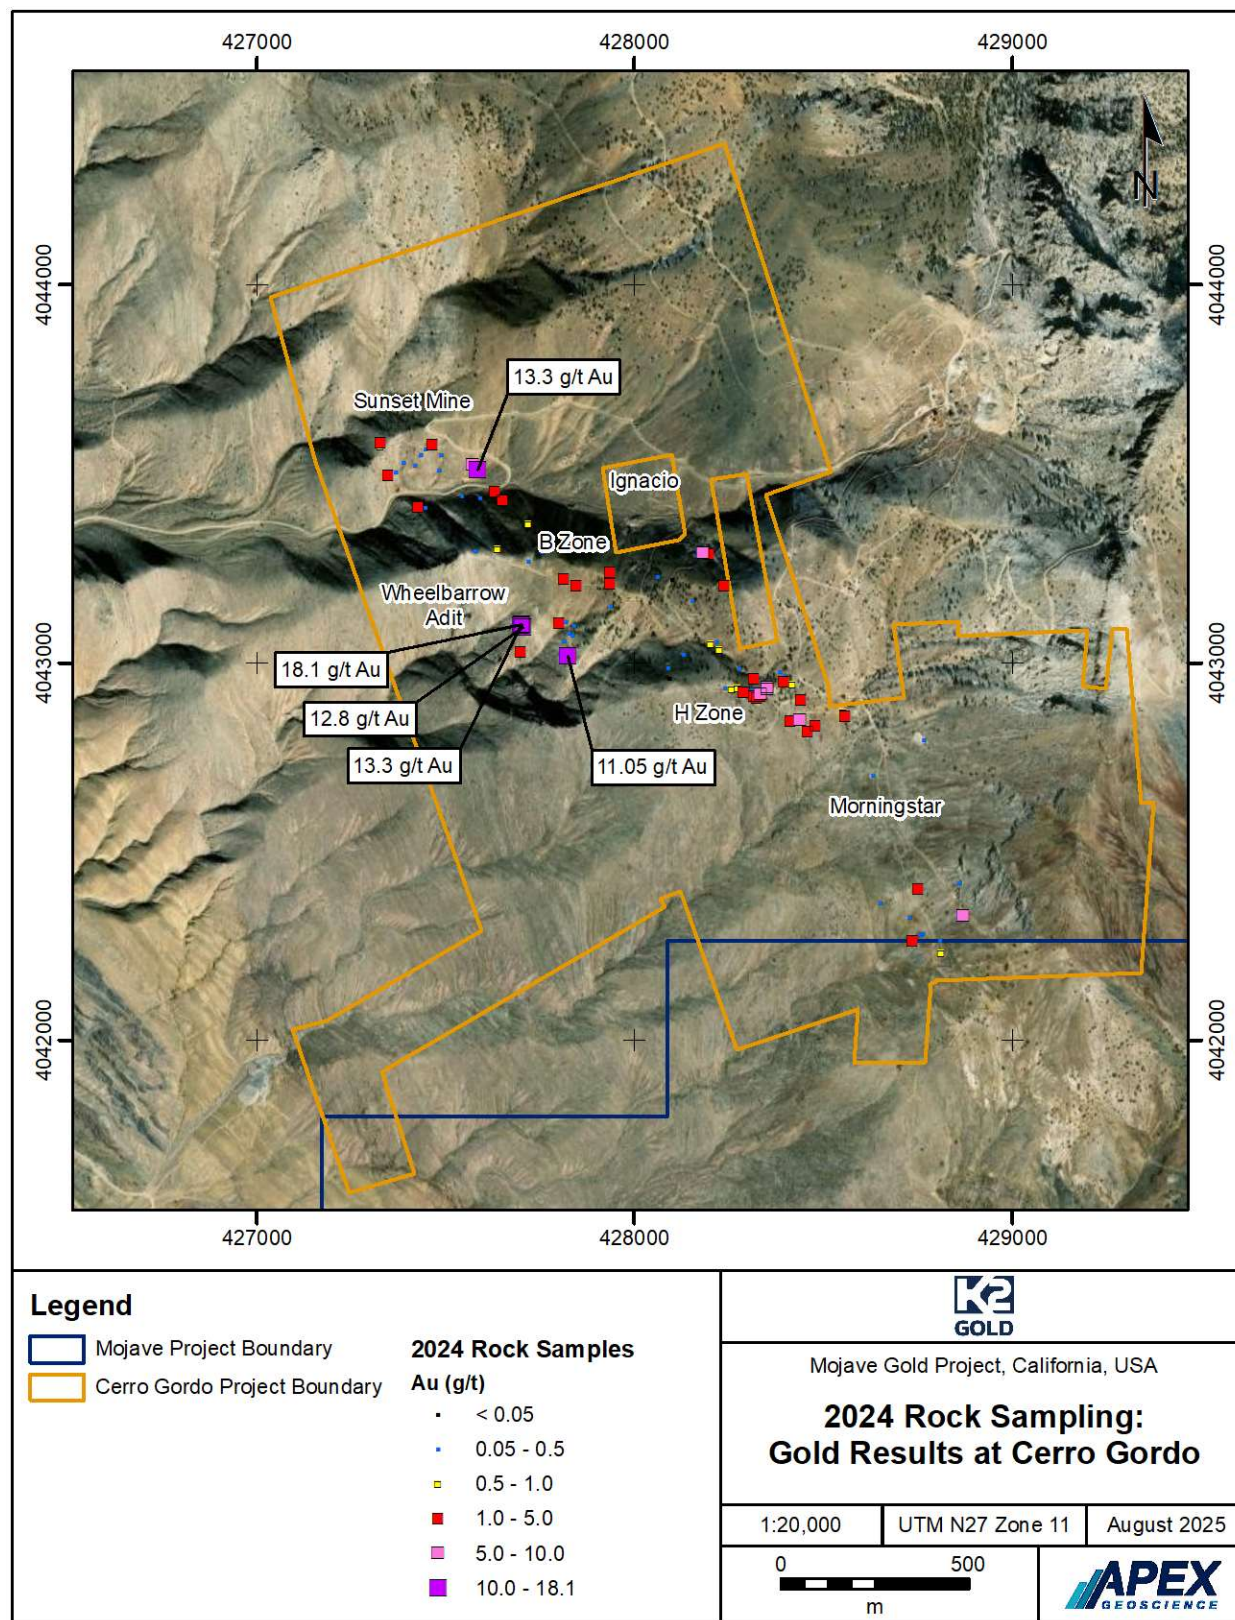 427000
428000
429000
N
4044000
4044000
13.3 g/t Au
Sunset Mine
Ignacio
B Zone
Wheelbarrow
Adit
4043000
4043000
18.1 g/t Au
12.8 g/t Au
H Zone
13.3 g/t Au
11.05 g/t Au
Morningstar
4042000
4042000
427000
428000
429000
Legend
Mojave Project Boundary
Cerro Gordo Project Boundary
2024 Rock Samples
Au (g/t)
< 0.05
0.05 - 0.5
0.5 - 1.0
1.0 - 5.0
5.0 - 10.0
10.0 - 18.1
K2
GOLD
Mojave Gold Project, California, USA
2024 Rock Sampling:
Gold Results at Cerro Gordo
1:20,000
UTM N27 Zone 11
August 2025
0 500
m
APEX
GEOSCIENCE